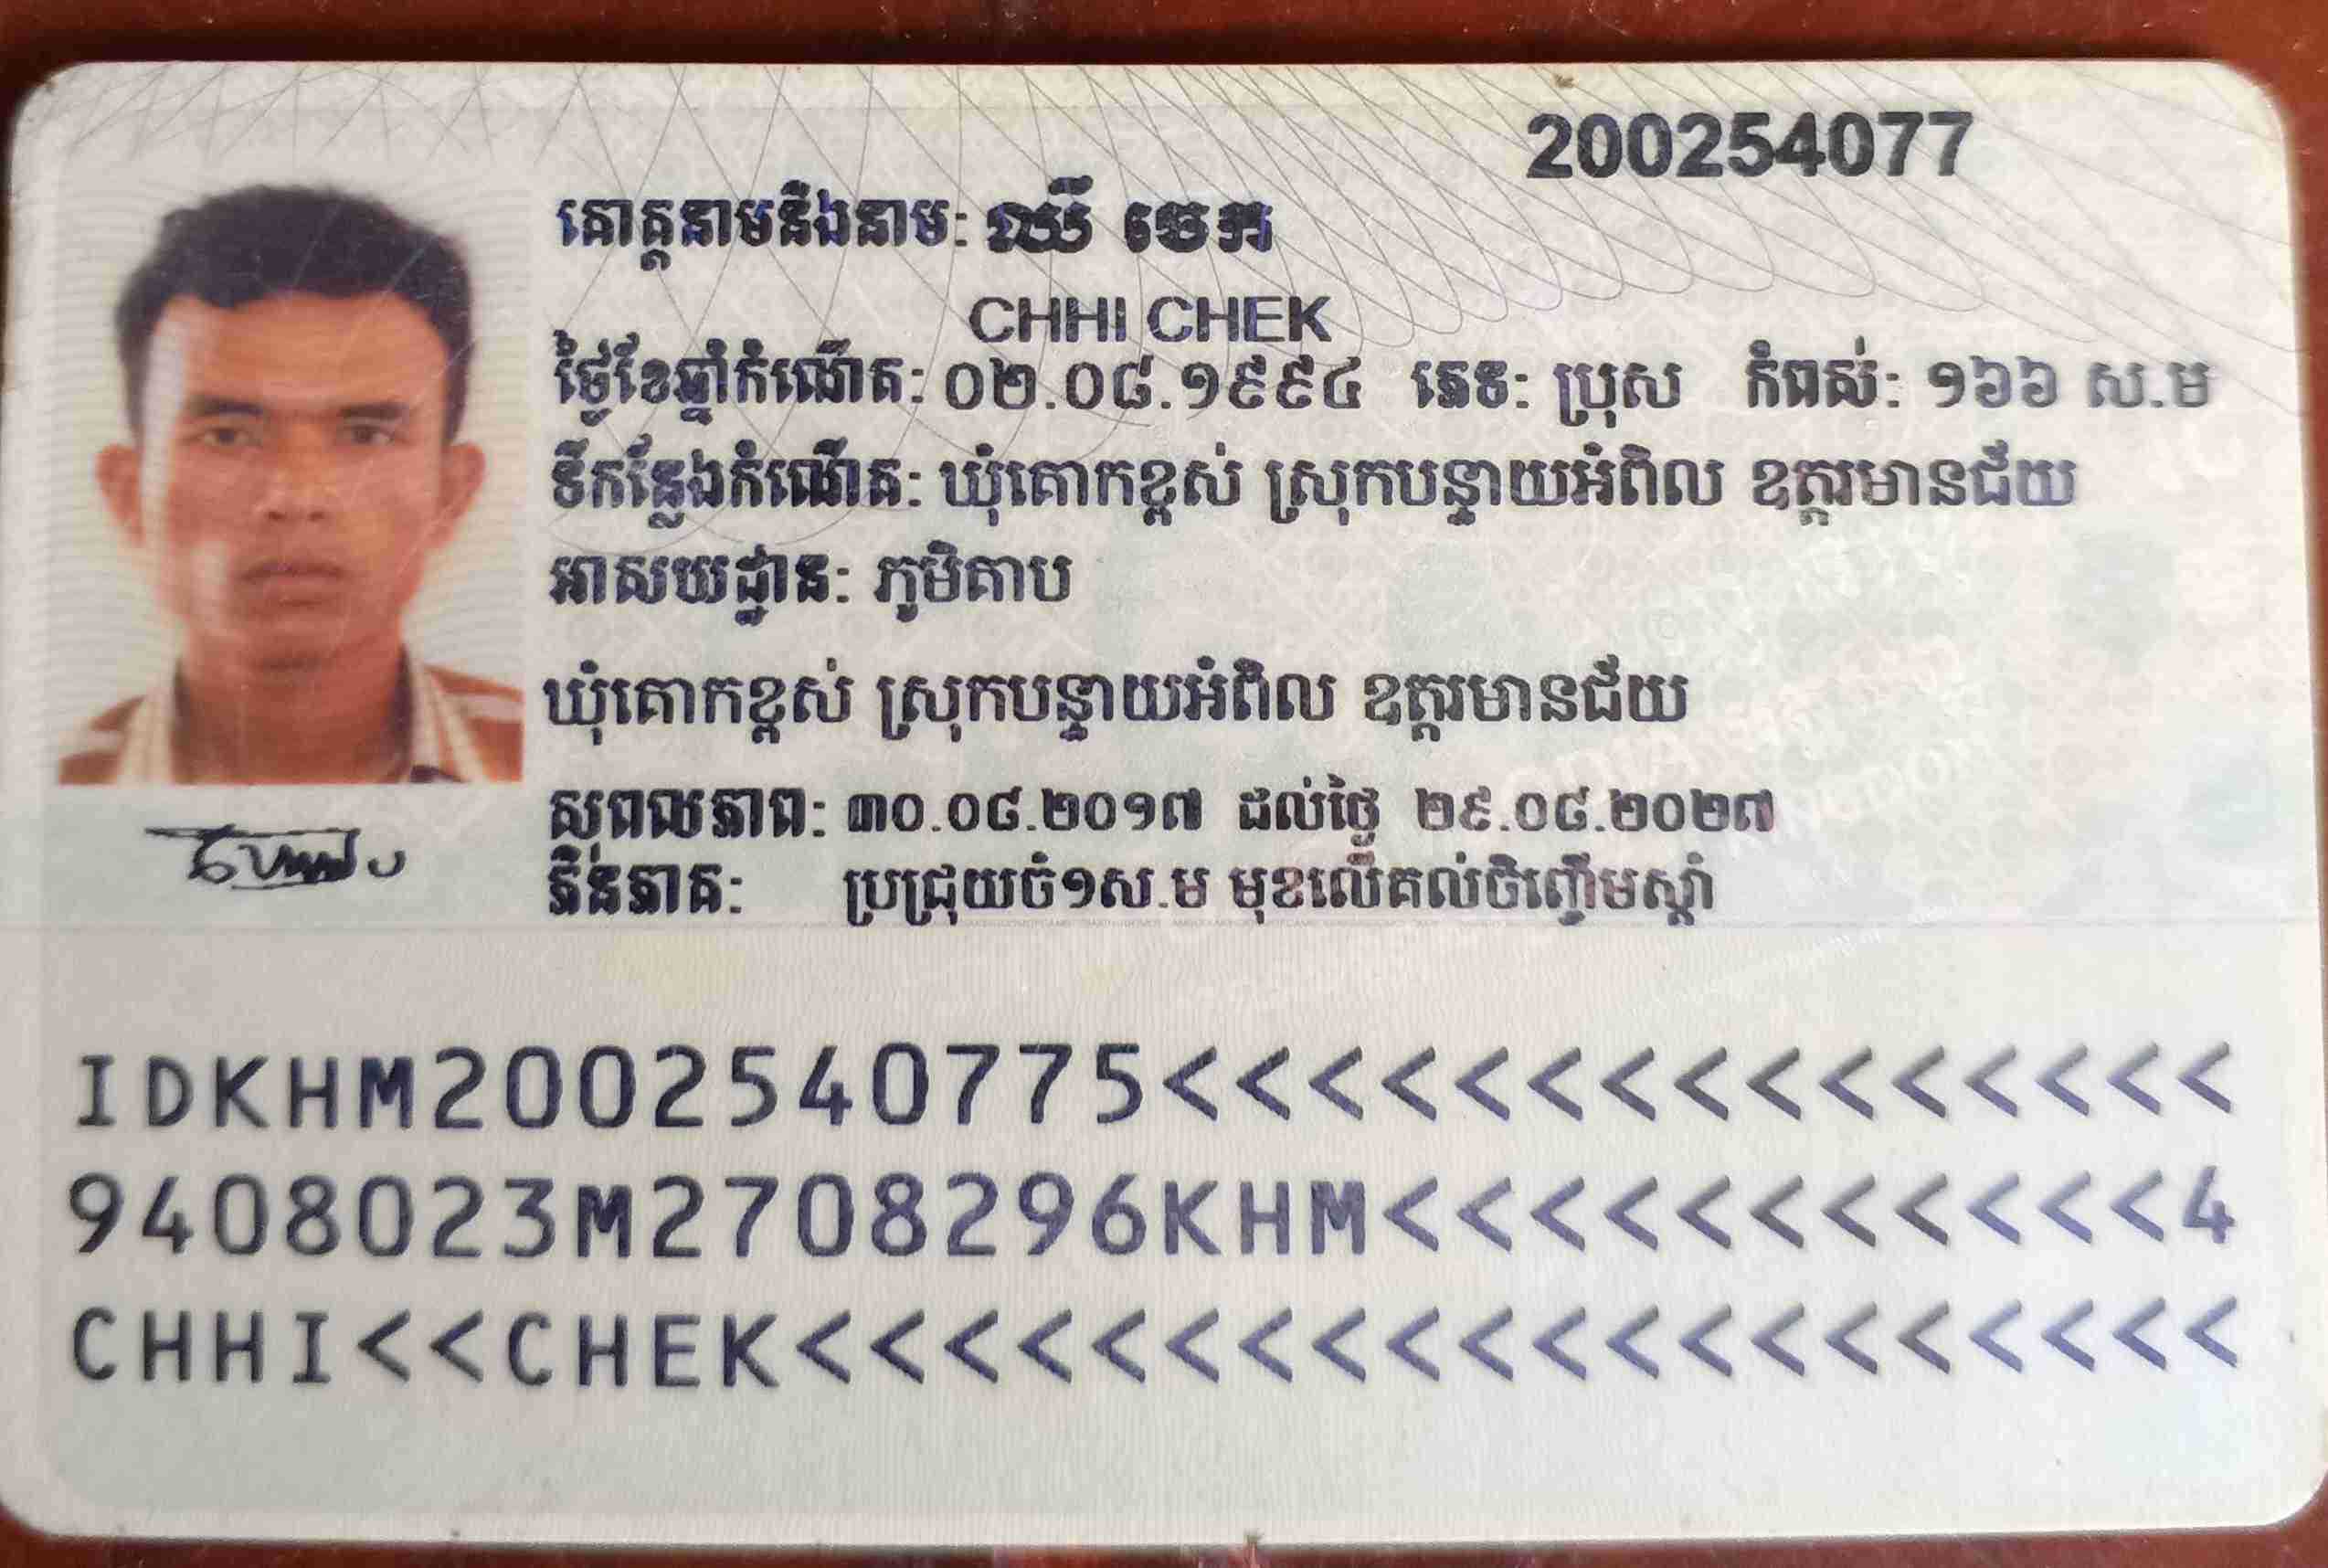 200254077
គោត្តនាមនិងនាម: ឈី ចេក
CHHI CHEK
ថ្ងៃខែឆ្នាំកំណើត: ០២.០៨.១៩៩៤ ភេទ: ប្រុស កំពស់: ១៦៦ ស.ម
ទីកន្លែងកំណើត: ឃុំគោកខ្ពស់ ស្រុកបន្ទាយអំពិល ឧត្តរមានជ័យ
អាសយដ្ឋាន: ភូមិតាប
ឃុំគោកខ្ពស់ ស្រុកបន្ទាយអំពិល ឧត្តរមានជ័យ
សុពលភាព: ៣០.០៨.២០១៧ ដល់ថ្ងៃ ២៩.០៨.២០២៧
ភិនភាគ: ប្រជ្រុយចំ១ស.ម មុខលើគល់ចិញ្ចើមស្តាំ
IDKHM2002540775<<<<<<<<<<<<<<<
9408023M2708296KHM<<<<<<<<<<<4
CHHI<<CHEK<<<<<<<<<<<<<<<<<<<<